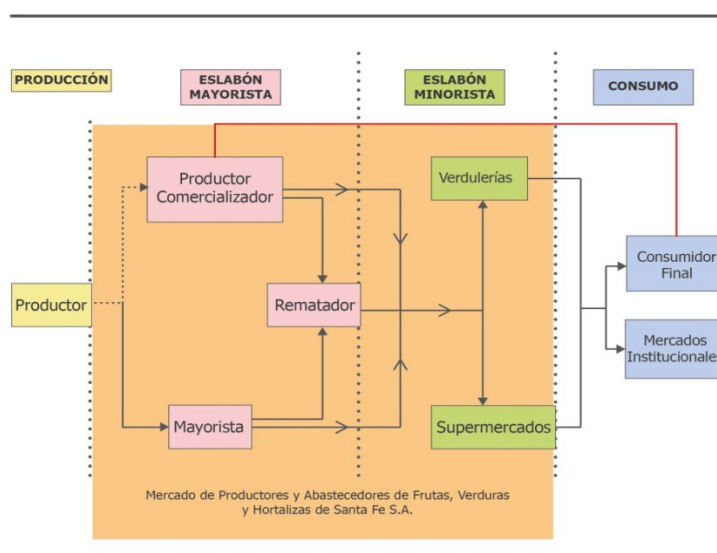 PRODUCCIÓN
ESLABÓN
MAYORISTA
ESLABÓN
MINORISTA
CONSUMO
Productor
Comercializador
Verdulerías
Consumidor
Final
Productor
Rematador
Mercados
Institucionale
Mayorista
Supermercados
Mercado de Productores y Abastecedores de Frutas, Verduras
y Hortalizas de Santa Fe S.A.